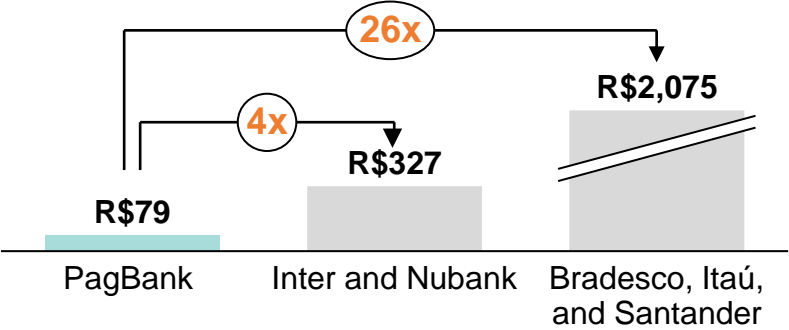 26x
R$2,075
4x
R$327
R$79
PagBank
Inter and Nubank
Bradesco, Itaú,
and Santander